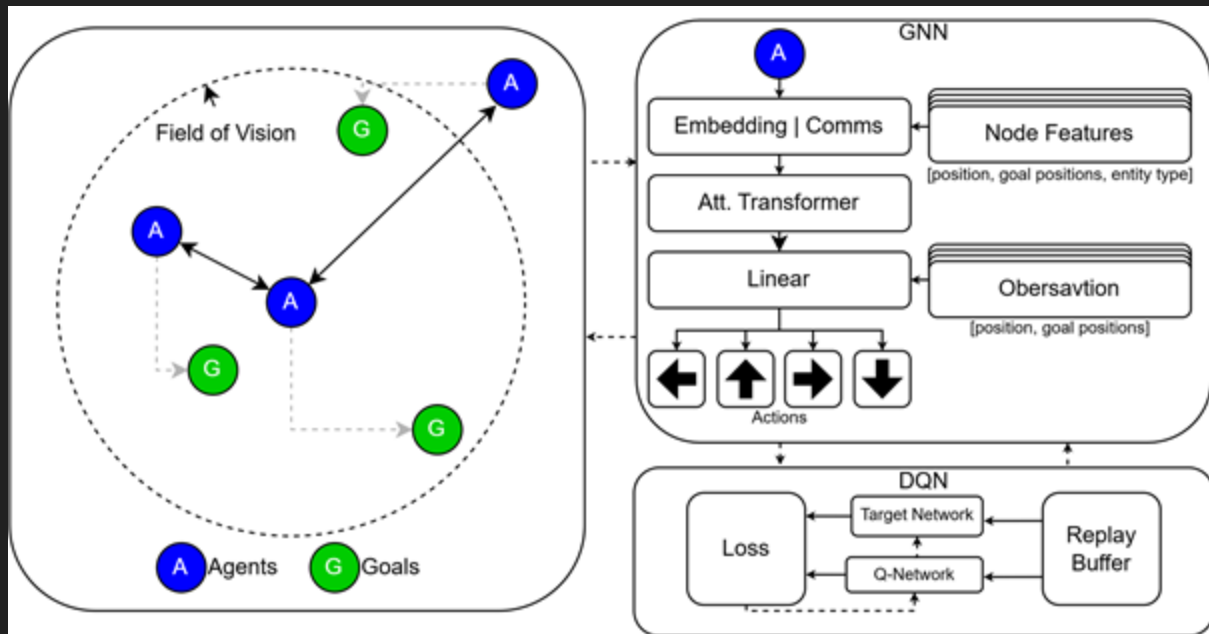 Field of Vision
A
G
A
A
G
G
A Agents
G Goals
GNN
A
Embedding | Comms
Node Features
[position, goal positions, entity type]
Att. Transformer
Linear
Obersavtion
[position, goal positions]
Actions
DQN
Loss
Target Network
Q-Network
Replay
Buffer